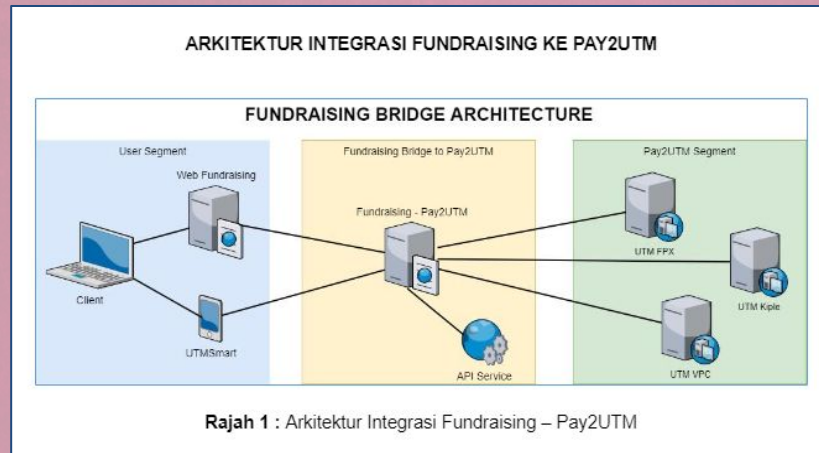 ARKITEKTUR INTEGRASI FUNDRAISING KE PAY2UTM
FUNDRAISING BRIDGE ARCHITECTURE
User Segment
Web Fundraising
Client
UTMSmart
Fundraising Bridge to Pay2UTM
Fundraising - Pay2UTM
API Service
Pay2UTM Segment
UTM FPX
UTM Kiple
UTM VPC
Rajah 1 : Arkitektur Integrasi Fundraising – Pay2UTM